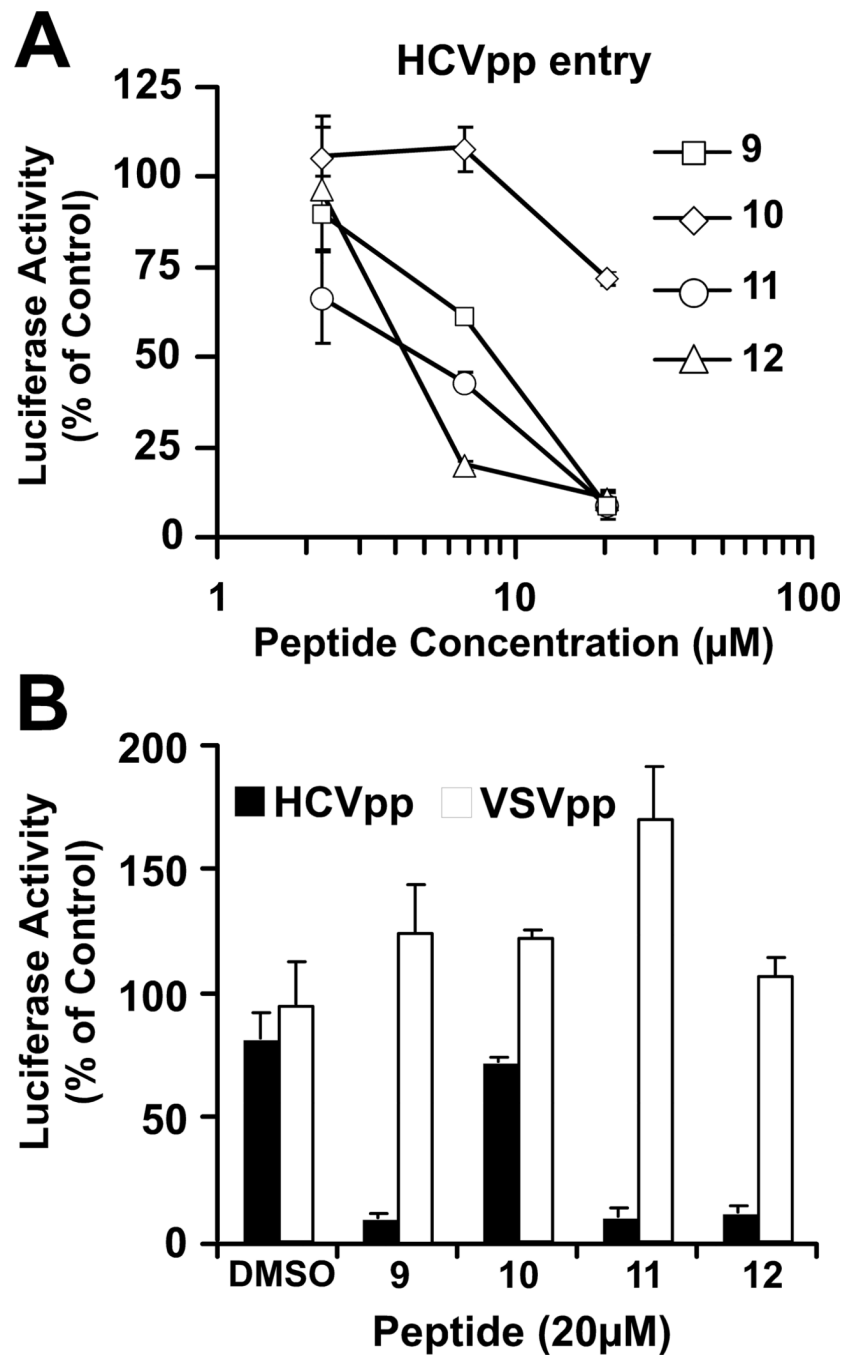 A
HCVpp entry
Luciferase Activity
(% of Control)
125
100
75
50
25
0
9
10
11
12
1
10
100
Peptide Concentration (µM)
B
Luciferase Activity
(% of Control)
200
150
100
50
0
HCVpp VSVpp
DMSO 9 10 11 12
Peptide (20µM)